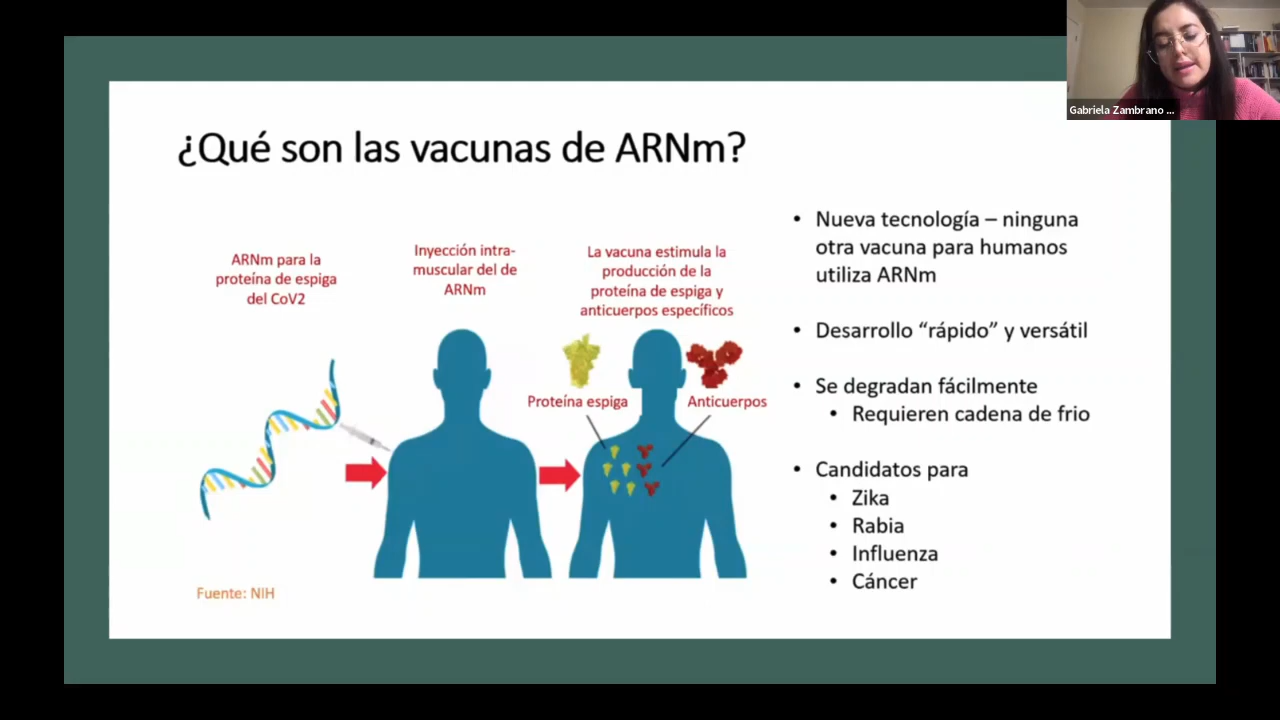 Gabriela Zambrano ...
¿Qué son las vacunas de ARNm?
ARNm para la
proteína de espiga
del CoV2
Inyección intra-
muscular del de
ARNm
La vacuna estimula la
producción de la
proteína de espiga y
anticuerpos específicos
Proteína espiga
Anticuerpos
Fuente: NIH
• Nueva tecnología – ninguna
otra vacuna para humanos
utiliza ARNm
• Desarrollo “rápido” y versátil
• Se degradan fácilmente
• Requieren cadena de frio
• Candidatos para
• Zika
• Rabia
• Influenza
• Cáncer